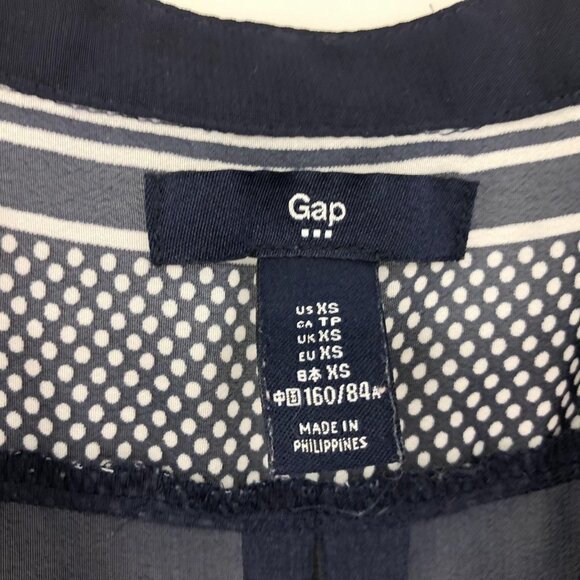 Gap
US XS
CA TP
UK XS
EU XS
日本 XS
中国 160/84A
MADE IN
PHILIPPINES